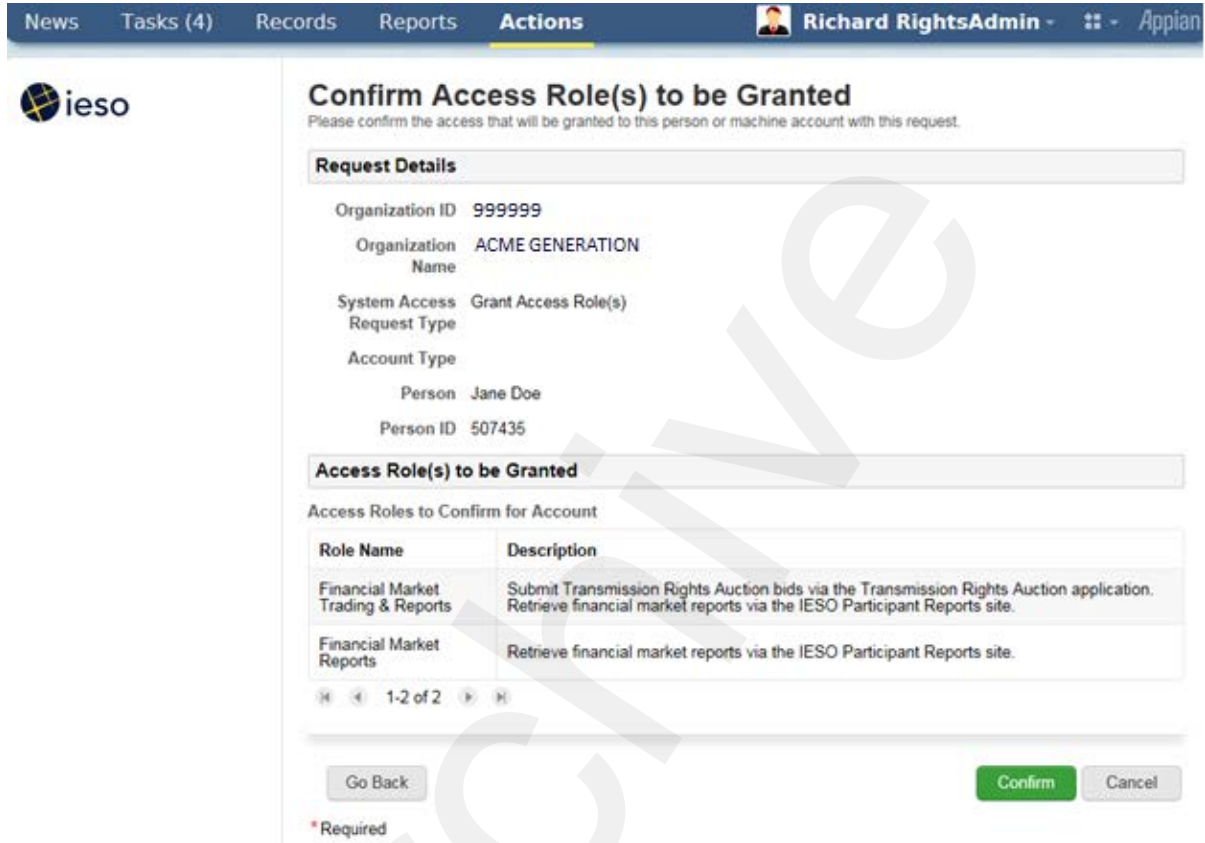 News Tasks (4) Records Reports Actions Richard RightsAdmin Appian
ieso
Confirm Access Role(s) to be Granted
Please confirm the access that will be granted to this person or machine account with this request.
Request Details
Organization ID 999999
Organization ACME GENERATION
Name
System Access Grant Access Role(s)
Request Type
Account Type
Person Jane Doe
Person ID 507435
Access Role(s) to be Granted
Access Roles to Confirm for Account
Role Name Description
Financial Market Submit Transmission Rights Auction bids via the Transmission Rights Auction application.
Trading & Reports Retrieve financial market reports via the IESO Participant Reports site.
Financial Market
Reports Retrieve financial market reports via the IESO Participant Reports site.
1-2 of 2
Go Back Confirm Cancel
*Required